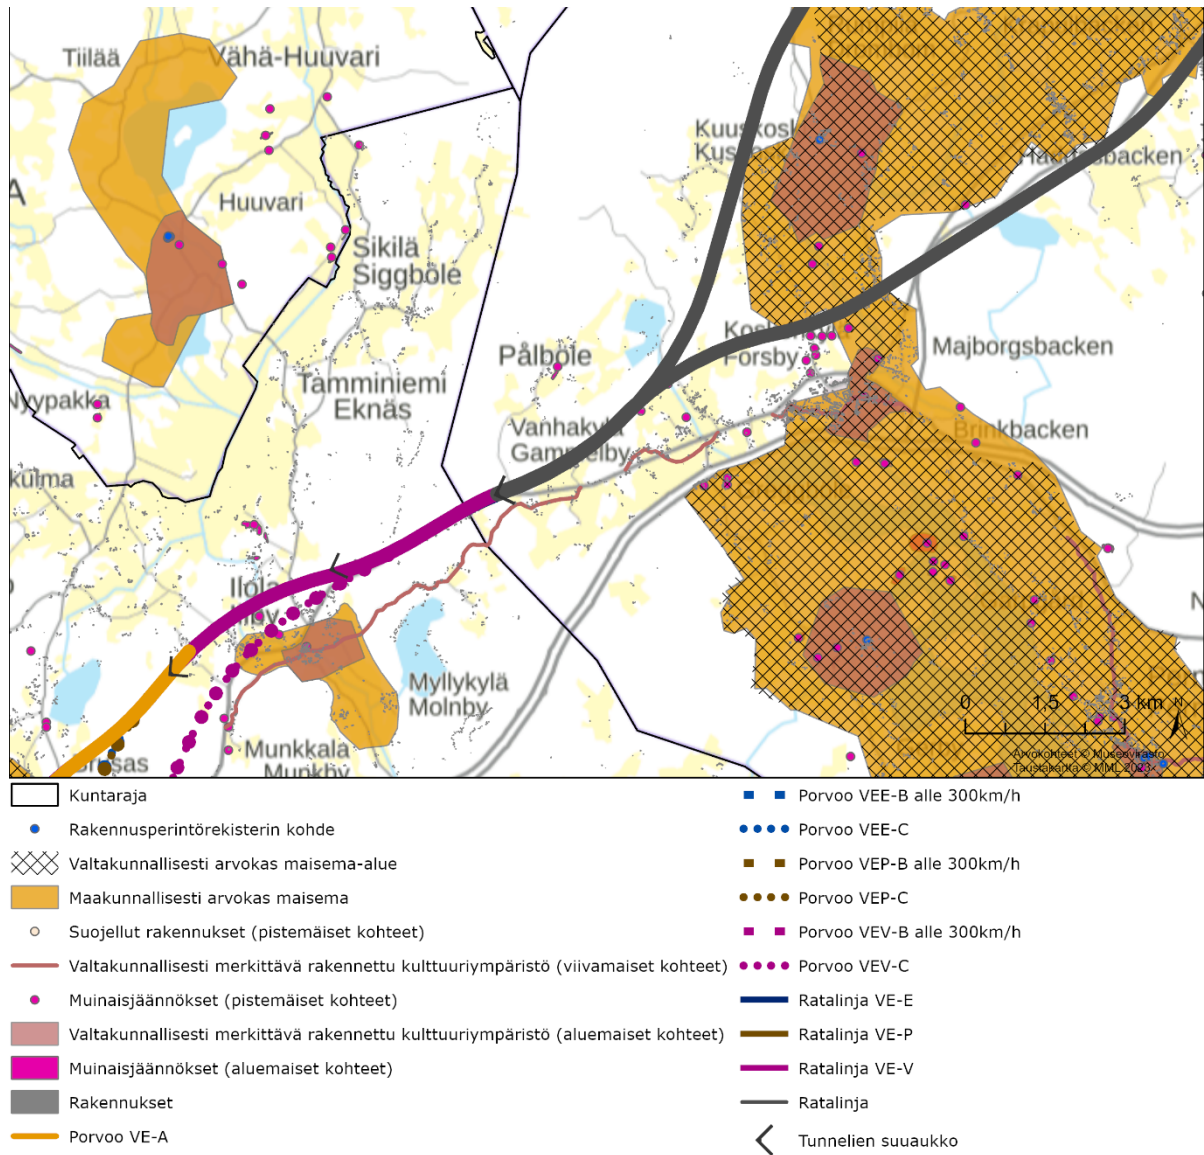 Tiilää
Vähä-Huuvari
A
Huuvari
Sikilä
Siggböle
Kuuskosk
Majborgsbacken
Pålböle
Forsby
Tamminiemi
Eknäs
Nyypakka
Vanhakylä
Gammelby
Brinkbacken
kulma
Ilola
Myllykylä
Molnby
Munkkala
Munkby
0 1,5 3 km
N
Arvokohteet © Museovirasto
Taustakartta © MML 2023
Kuntaraja
Rakennusperintörekisterin kohde
Valtakunnallisesti arvokas maisema-alue
Maakunnallisesti arvokas maisema
Suojellut rakennukset (pistemäiset kohteet)
Valtakunnallisesti merkittävä rakennettu kulttuuriympäristö (viivamaiset kohteet)
Muinaisjäännökset (pistemäiset kohteet)
Valtakunnallisesti merkittävä rakennettu kulttuuriympäristö (aluemaiset kohteet)
Muinaisjäännökset (aluemaiset kohteet)
Rakennukset
Porvoo VE-A
Porvoo VEE-B alle 300km/h
Porvoo VEE-C
Porvoo VEP-B alle 300km/h
Porvoo VEP-C
Porvoo VEV-B alle 300km/h
Porvoo VEV-C
Ratalinja VE-E
Ratalinja VE-P
Ratalinja VE-V
Ratalinja
Tunnelien suuaukko